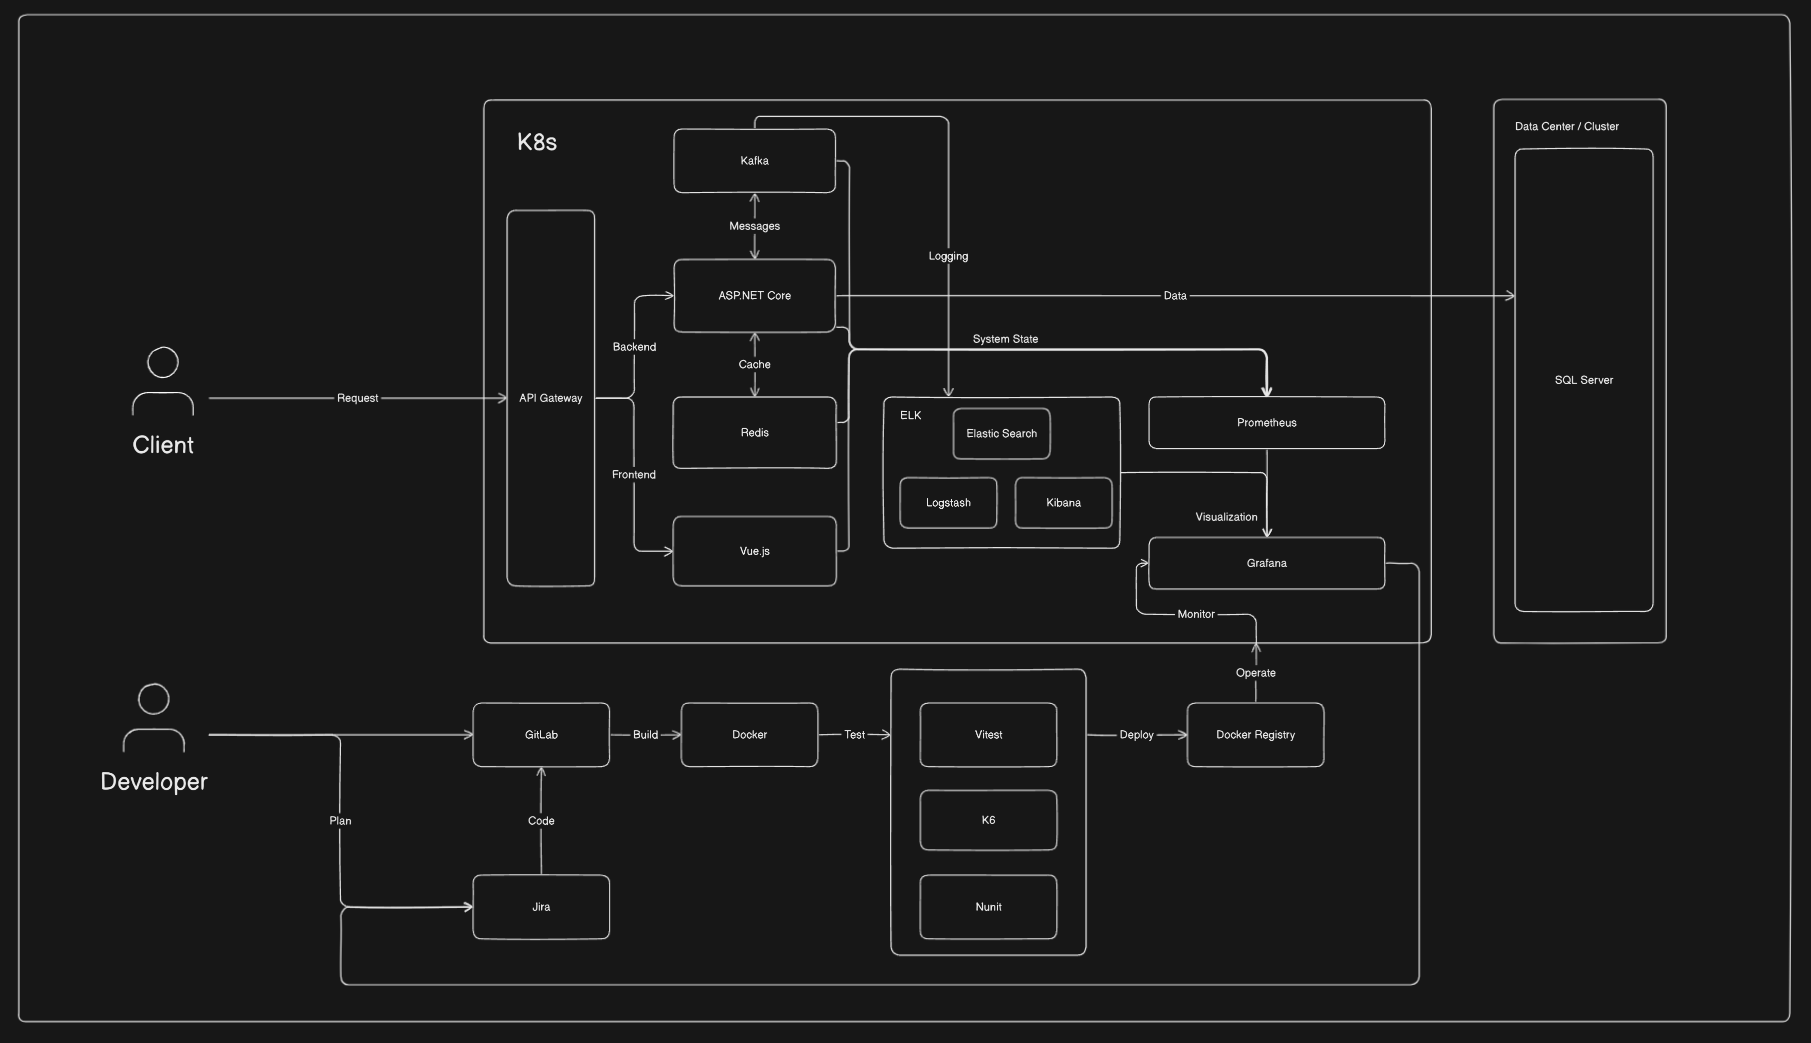 K8s
Kafka
Messages
Logging
ASP.NET Core
Data
Data Center / Cluster
SQL Server
Backend
System State
Cache
Client
Request
API Gateway
Redis
ELK
Elastic Search
Logstash
Kibana
Prometheus
Frontend
Vue.js
Visualization
Grafana
Monitor
Operate
Developer
GitLab
Build
Docker
Test
Vitest
K6
Nunit
Deploy
Docker Registry
Plan
Code
Jira